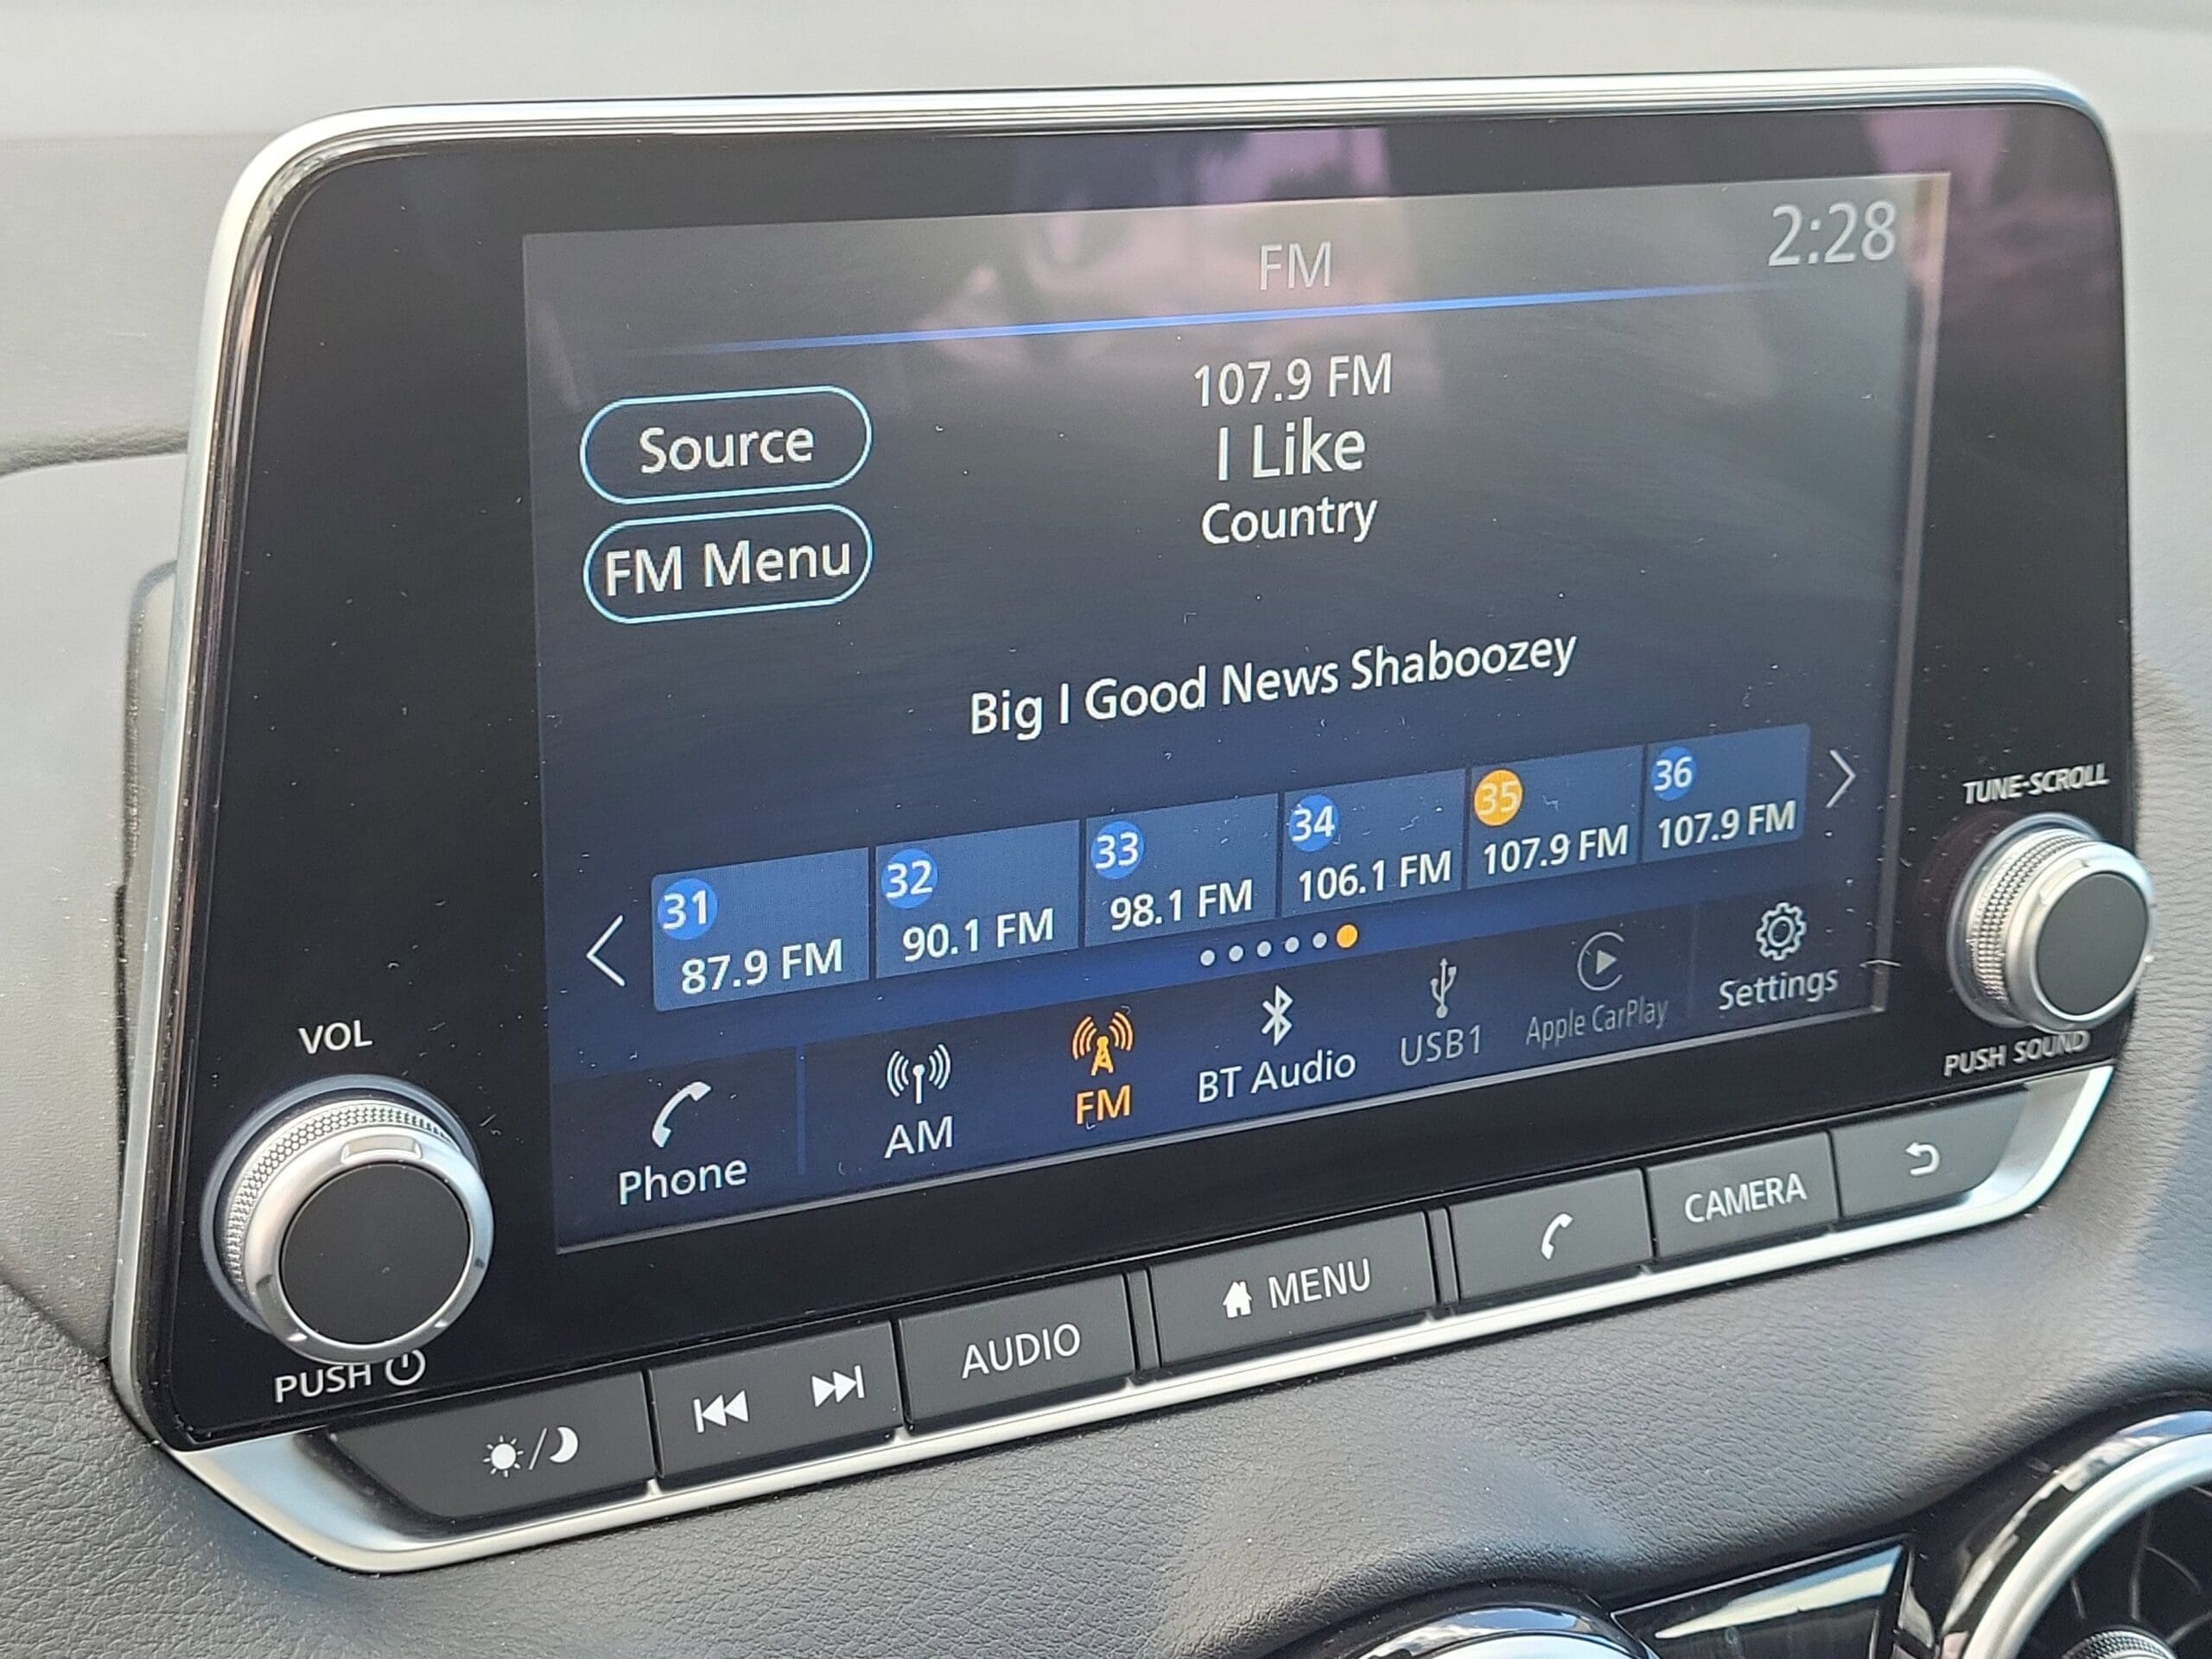 FM
2:28
107.9 FM
I Like
Country
Source
FM Menu
Big I Good News Shaboozey
31
87.9 FM
32
90.1 FM
33
98.1 FM
34
106.1 FM
35
107.9 FM
36
107.9 FM
Phone
AM
FM
BT Audio
USB1
Apple CarPlay
Settings
VOL
PUSH
TUNE-SCROLL
PUSH SOUND
AUDIO
MENU
CAMERA